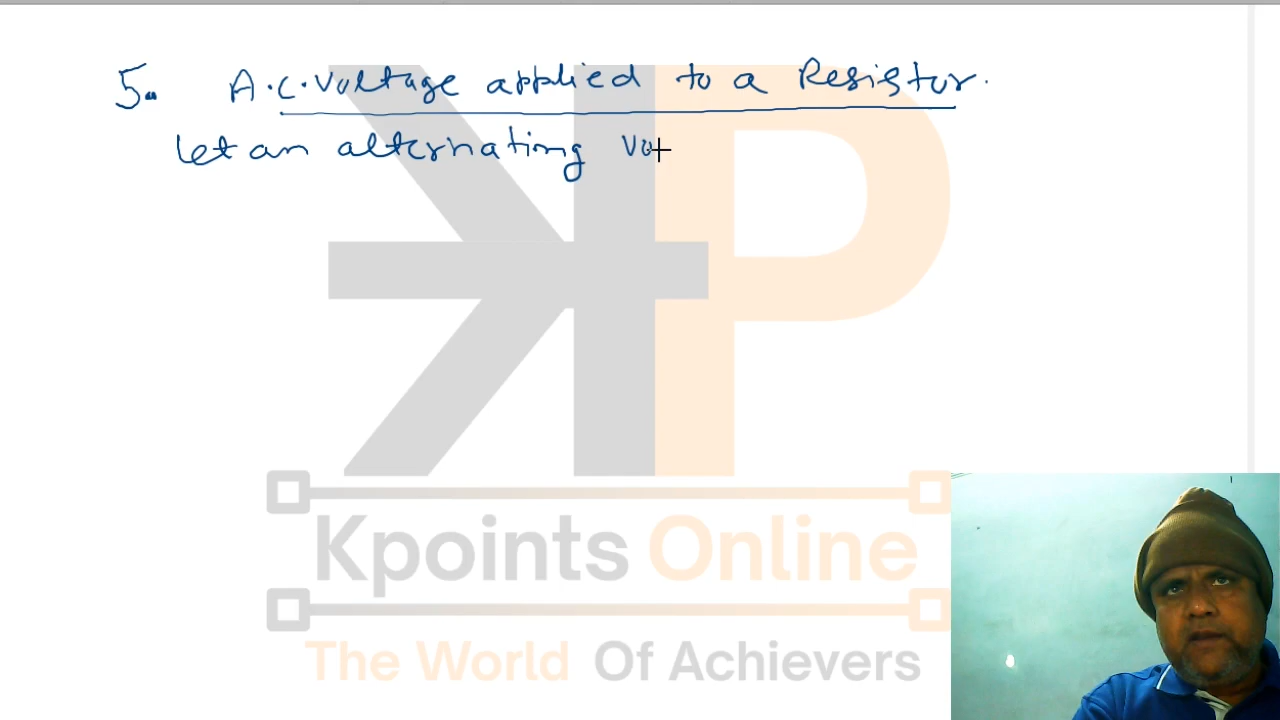 5. A.C. Voltage applied to a Resistor.
let an alternating Vo
Kpoints Online
The World Of Achievers